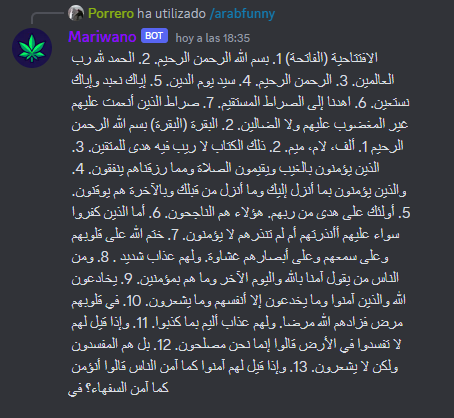 Porrero ha utilizado /arabfunny
Mariwano BOT hoy a las 18:35
الافتتاحية (الفاتحة) 1. بسم الله الرحمن الرحيم. 2. الحمد لله رب
العالمين. 3. الرحمن الرحيم. 4. سيد يوم الدين. 5. إياك نعبد وإياك
نستعين. 6. اهدنا إلى الصراط المستقيم. 7. صراط الذين أنعمت عليهم
غير المغضوب عليهم ولا الضالين. 2. البقرة (البقرة) بسم الله الرحمن
الرحيم 1. ألف، لام، ميم. 2. ذلك الكتاب لا ريب فيه هدى للمتقين. 3.
الذين يؤمنون بالغيب ويقيمون الصلاة ومما رزقناهم ينفقون. 4.
والذين يؤمنون بما أنزل إليك وما أنزل من قبلك وبالآخرة هم يوقنون.
5. أولئك على هدى من ربهم. هؤلاء هم الناجحون. 6. أما الذين كفروا
سواء عليهم أأنذرتهم أم لم تنذرهم لا يؤمنون. 7. ختم الله على قلوبهم
وعلى سمعهم وعلى أبصارهم غشاوة. ولهم عذاب شديد . 8. ومن
الناس من يقول آمنا بالله واليوم الآخر وما هم بمؤمنين. 9. يخادعون
الله والذين آمنوا وما يخدعون إلا أنفسهم وما يشعرون. 10. في قلوبهم
مرض فزادهم الله مرضا. ولهم عذاب أليم بما كذبوا. 11. وإذا قيل لهم
لا تفسدوا في الأرض قالوا إنما نحن مصلحون. 12. بل هم المفسدون
ولكن لا يشعرون. 13. وإذا قيل لهم آمنوا كما آمن الناس قالوا أنؤمن
كما آمن السفهاء؟ في